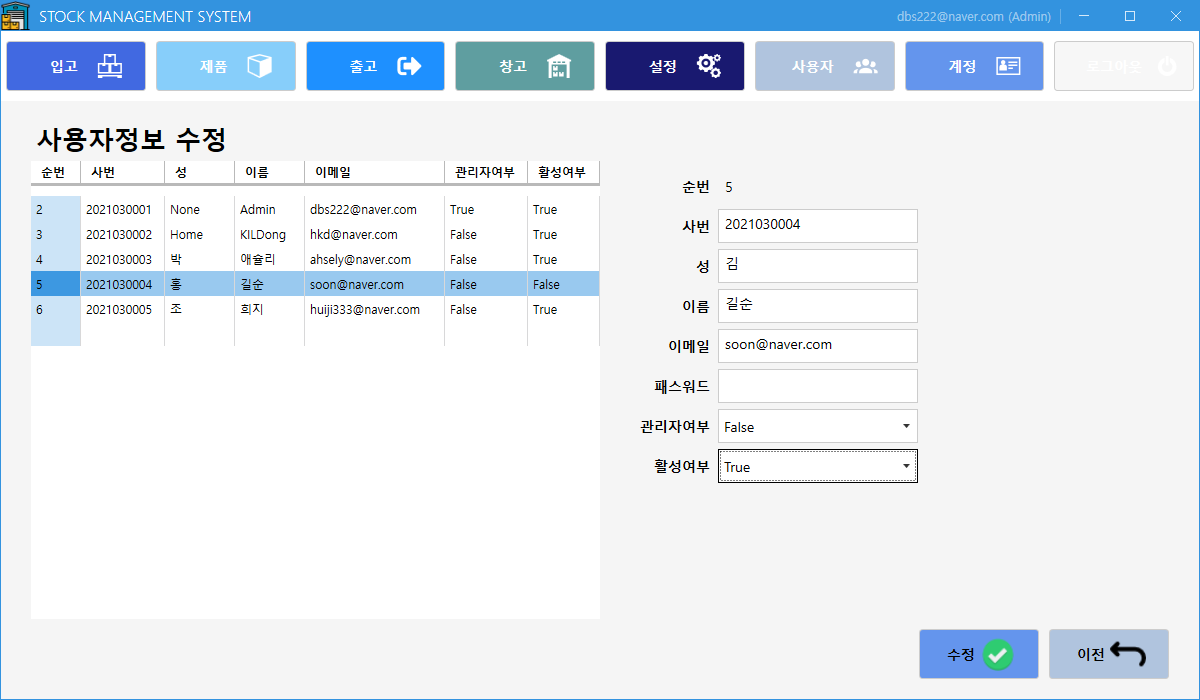 STOCK MANAGEMENT SYSTEM dbs222@naver.com (Admin)
입고 제품 출고 창고 설정 사용자 계정 로그아웃
사용자정보 수정
순번 사번 성 이름 이메일 관리자여부 활성여부
2 2021030001 None Admin dbs222@naver.com True True
3 2021030002 Home KILDong hkd@naver.com False True
4 2021030003 박 애슐리 ahsely@naver.com False True
5 2021030004 홍 길순 soon@naver.com False False
6 2021030005 조 희지 huiji333@naver.com False True
순번 5
사번 2021030004
성 김
이름 길순
이메일 soon@naver.com
패스워드
관리자여부 False
활성여부 True
수정 이전